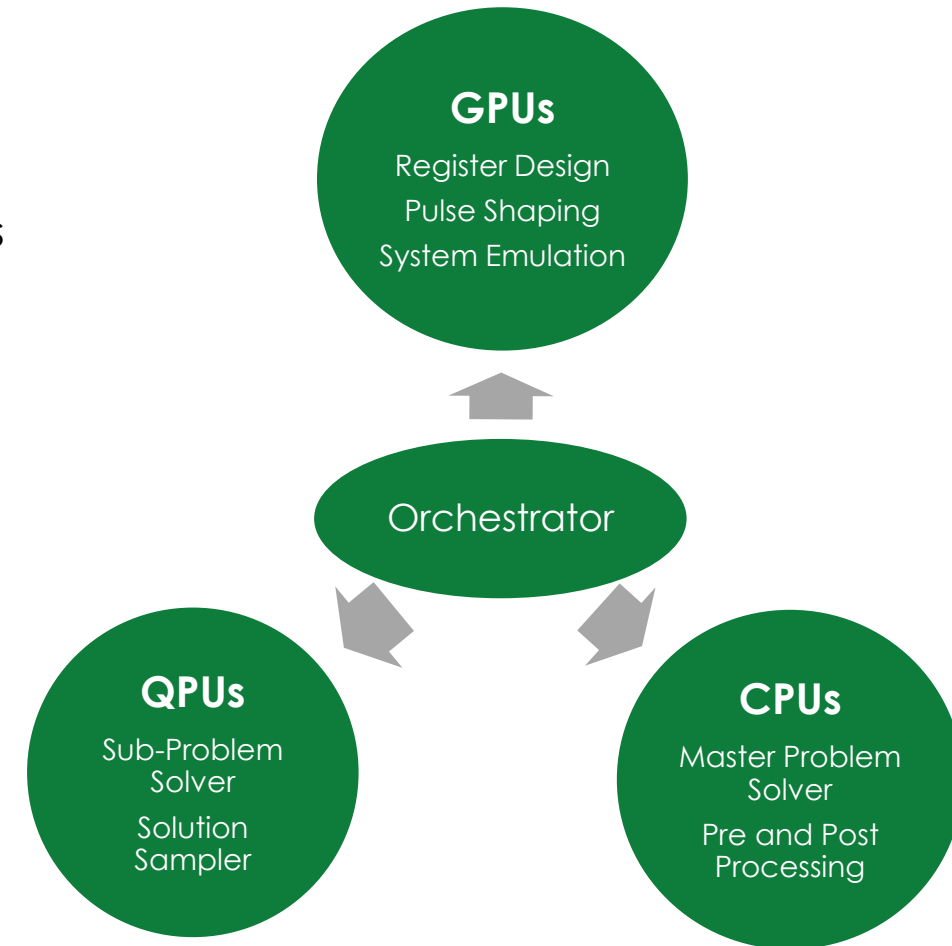 GPUs
Register Design
Pulse Shaping
System Emulation
s
Orchestrator
QPUs
Sub-Problem
Solver
Solution
Sampler
CPUs
Master Problem
Solver
Pre and Post
Processing